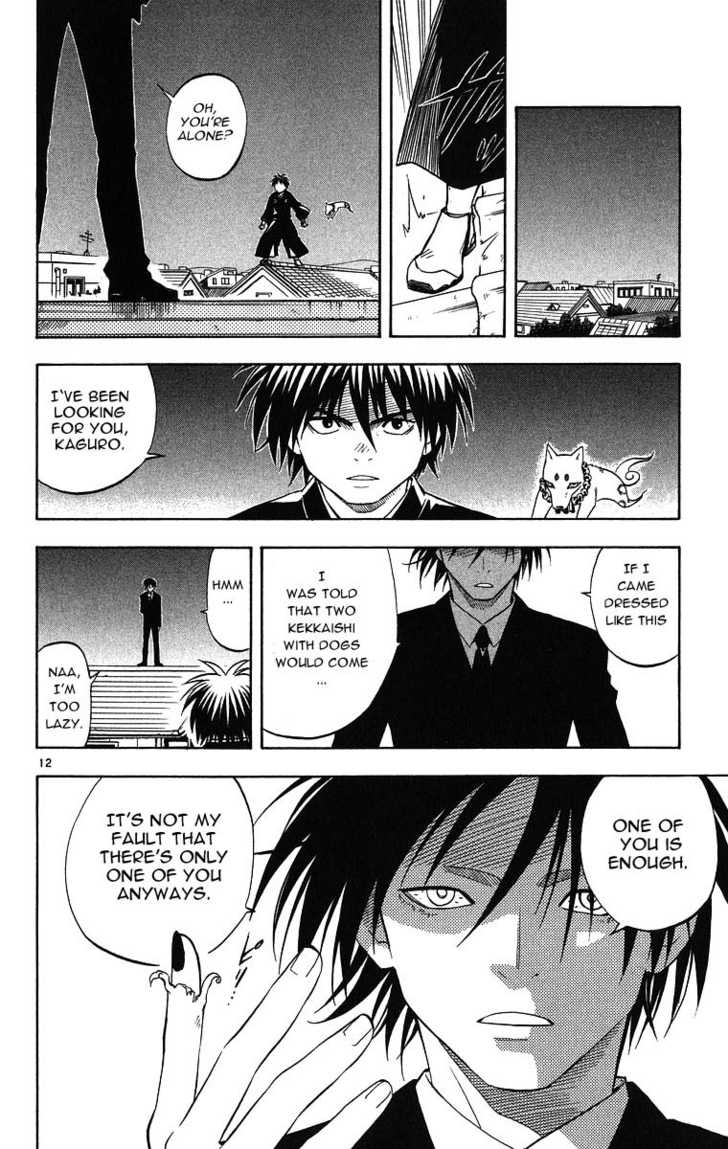 OH,
YOU'RE
ALONE?
I'VE BEEN
LOOKING
FOR YOU,
KAGURO.
IF I
CAME
DRESSED
LIKE THIS
I
WAS TOLD
THAT TWO
KEKKAISHI
WITH DOGS
WOULD COME
...
HMM
...
NAA,
I'M
TOO
LAZY.
12
ONE OF
YOU IS
ENOUGH.
IT'S NOT MY
FAULT THAT
THERE'S ONLY
ONE OF YOU
ANYWAYS.